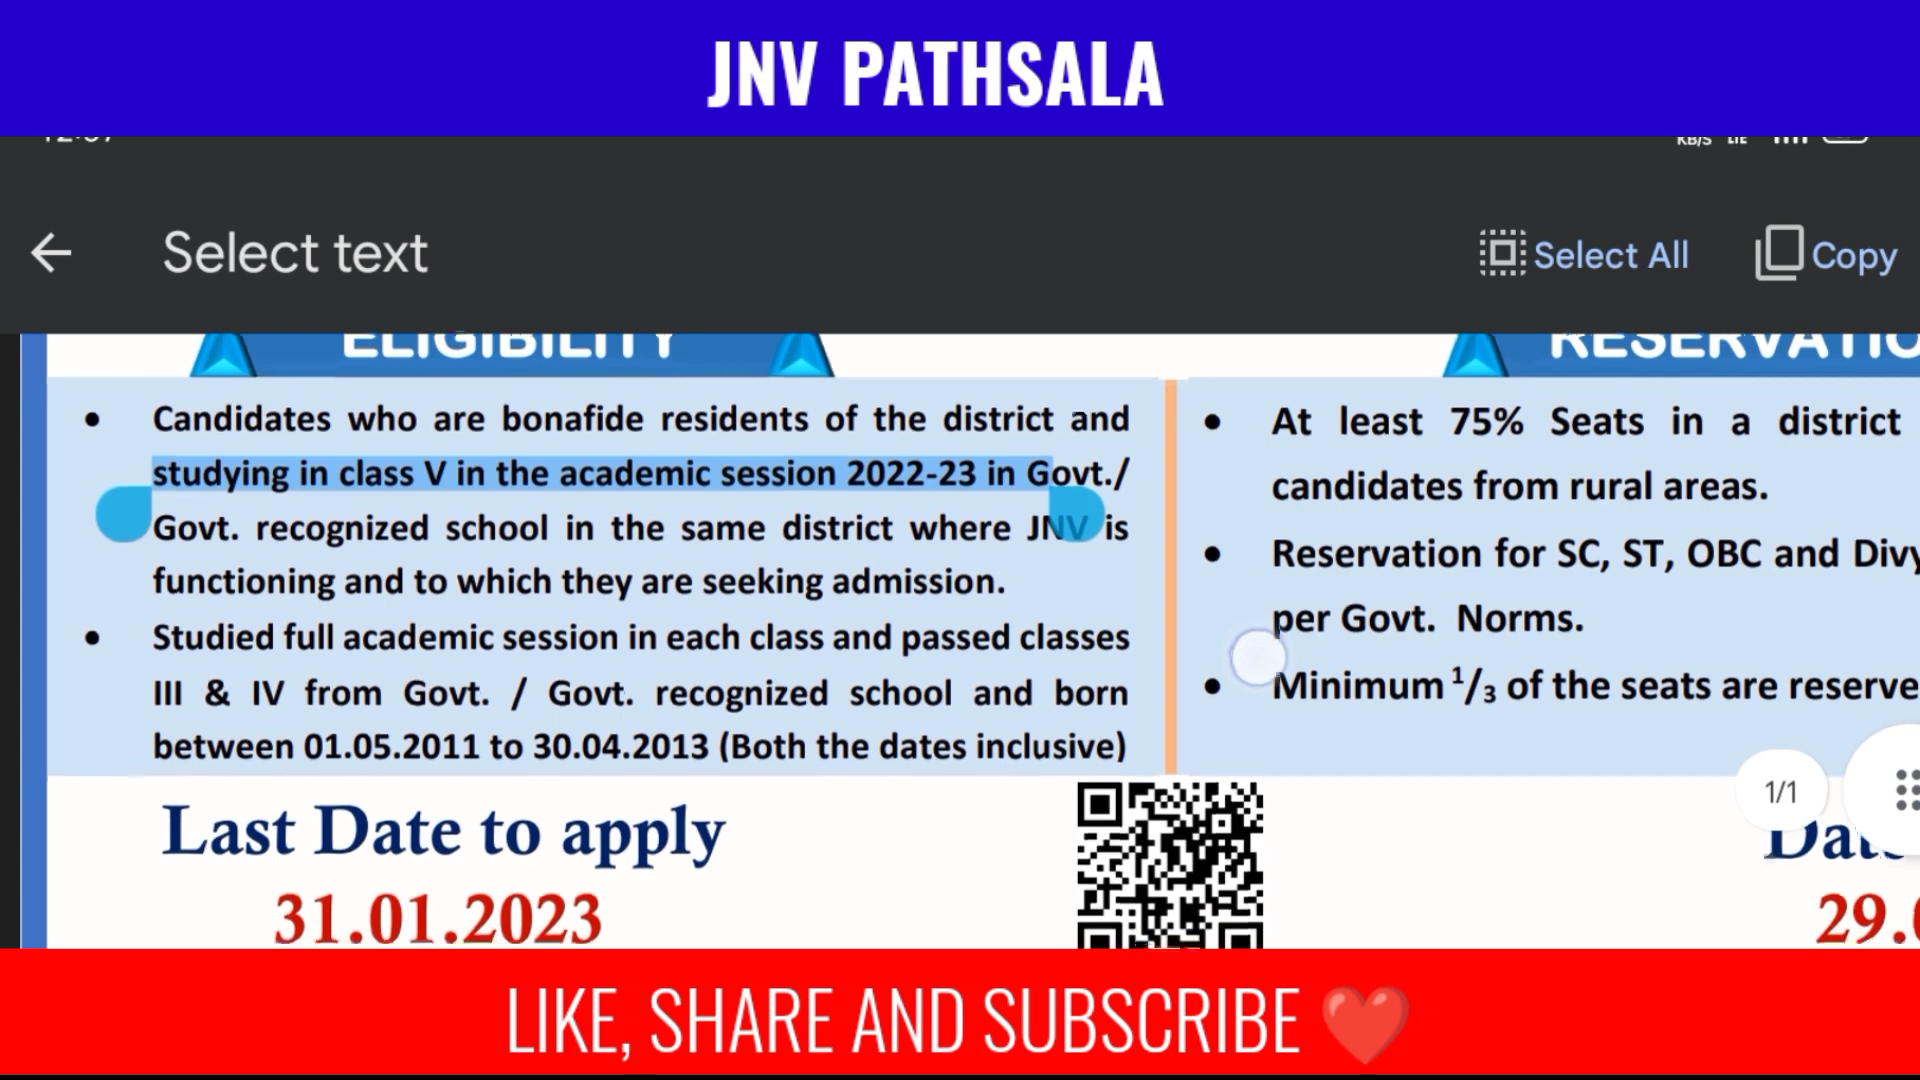 JNV PATHSALA
KB/S LTE
Select text
Select All
Copy
ELIGIBILITY
• Candidates who are bonafide residents of the district and
studying in class V in the academic session 2022-23 in Govt./
Govt. recognized school in the same district where JNV is
functioning and to which they are seeking admission.
• Studied full academic session in each class and passed classes
III & IV from Govt. / Govt. recognized school and born
between 01.05.2011 to 30.04.2013 (Both the dates inclusive)
• At least 75% Seats in a district
candidates from rural areas.
• Reservation for SC, ST, OBC and
per Govt. Norms.
• Minimum 1/3 of the seats are
1/1
Last Date to apply
31.01.2023
LIKE, SHARE AND SUBSCRIBE ❤️